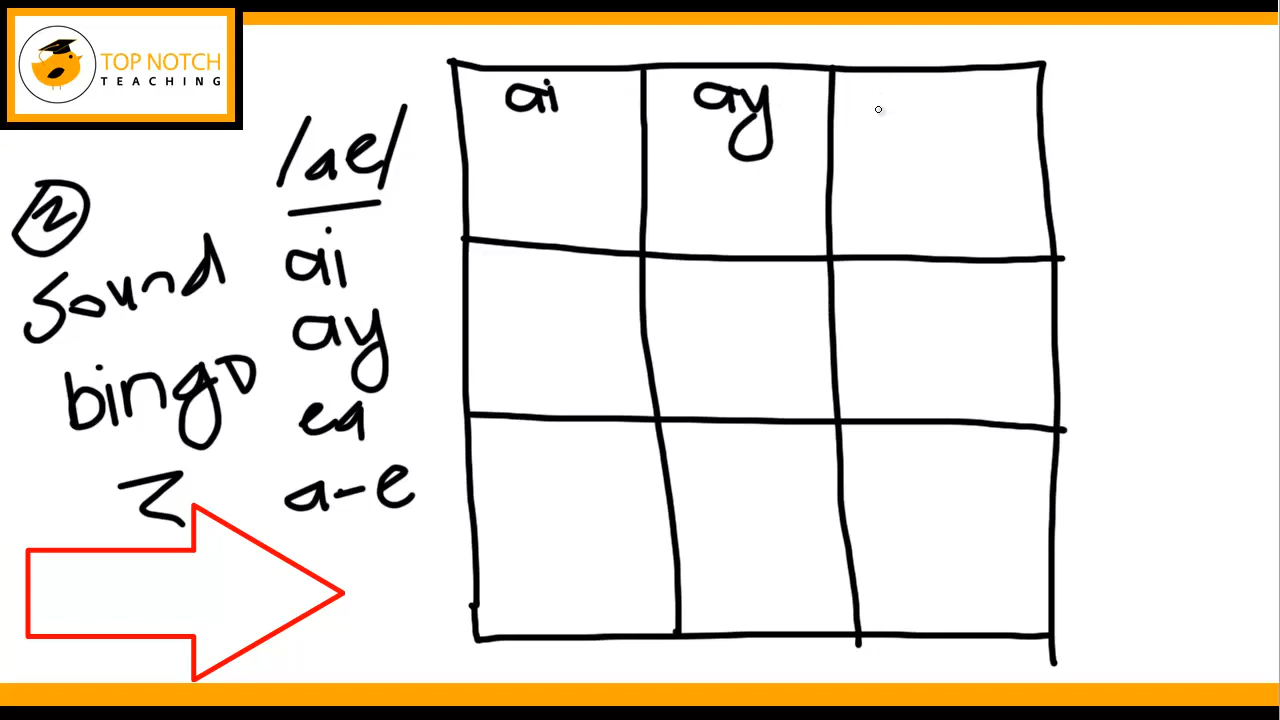 TOP NOTCH
TEACHING
2
Sound
bingo
/ae/
ai
ay
ea
a-e
ai
ay